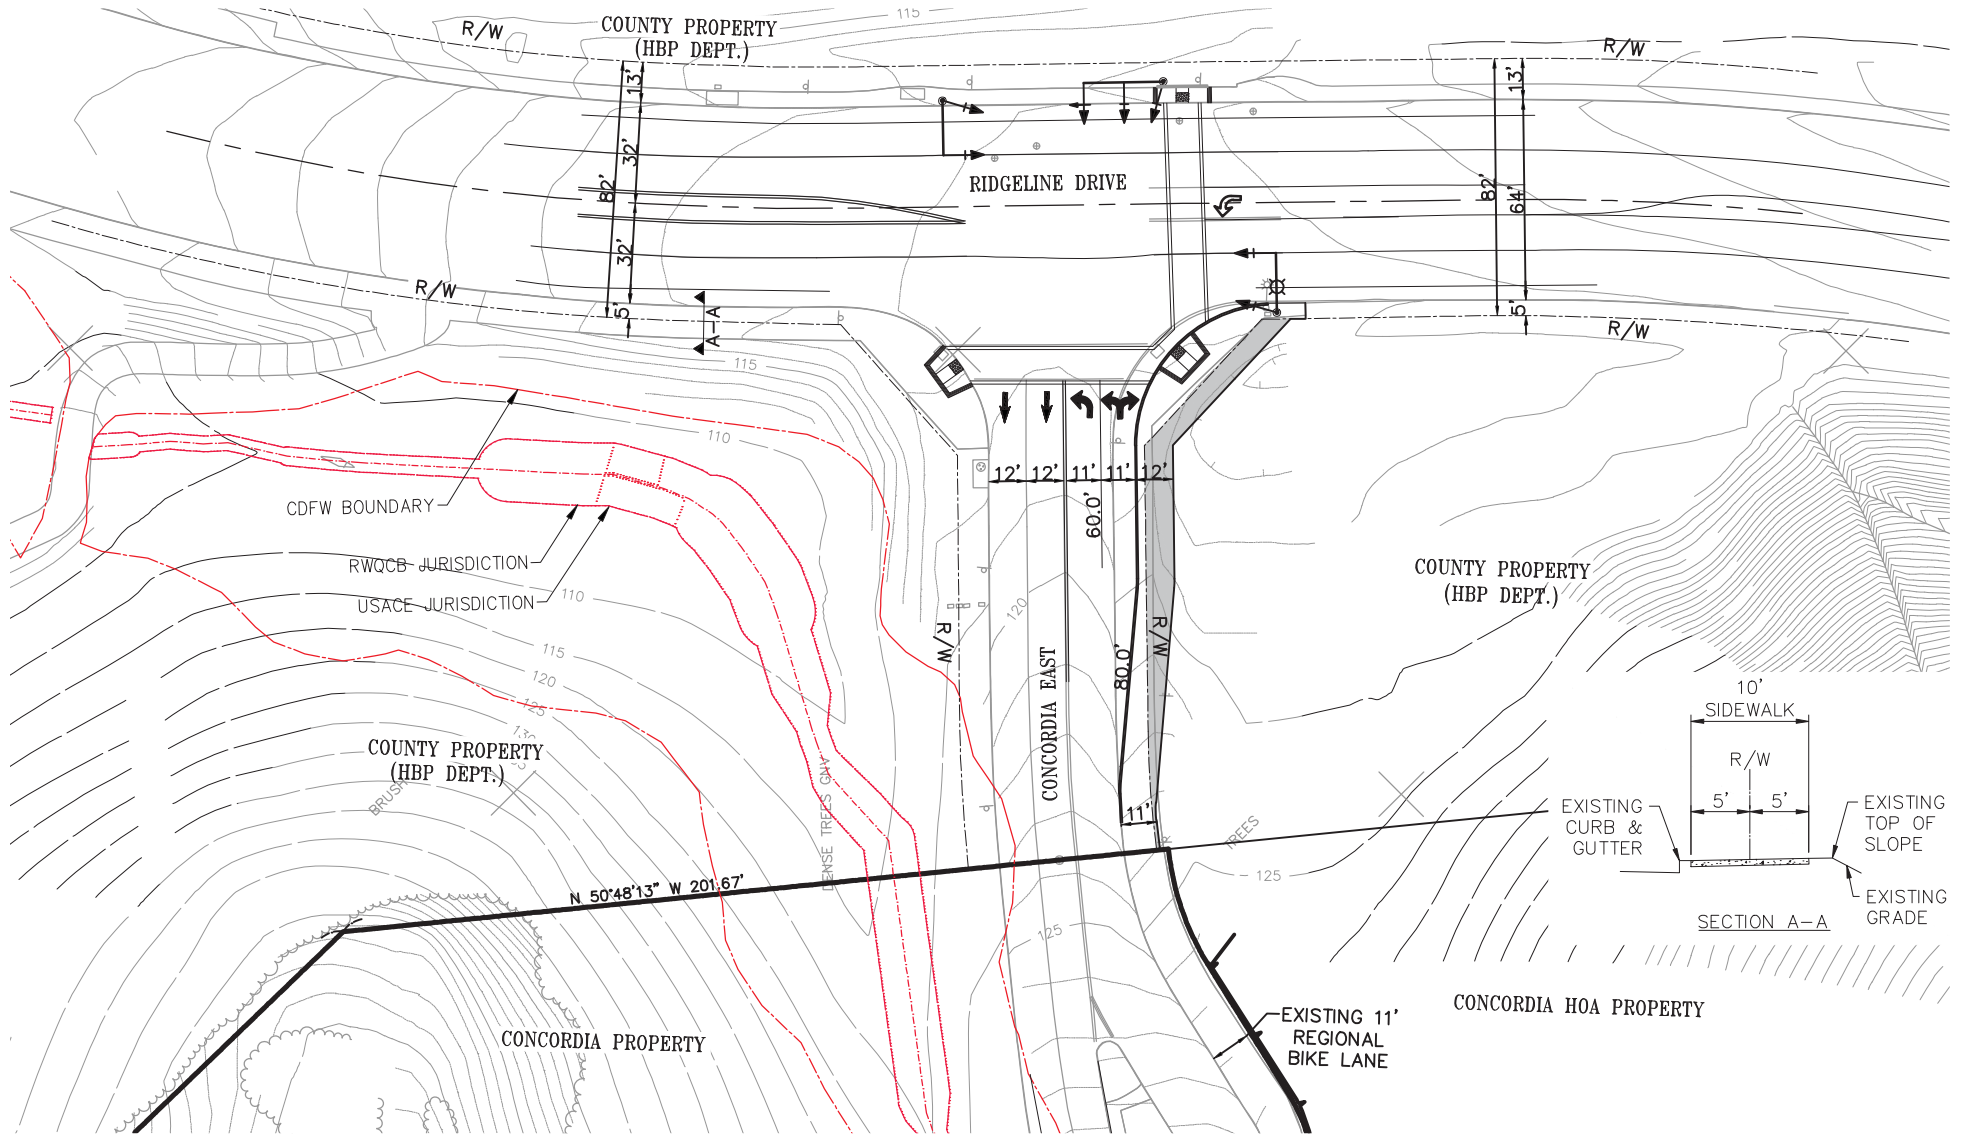 115
R/W
COUNTY PROPERTY
(HBP DEPT.)
R/W
13'
13'
32'
82'
32'
5'
RIDGELINE DRIVE
82'
64'
5'
R/W
A-A
R/W
115
110
12'
12'
11'
11'
12'
60.0'
CDFW BOUNDARY
RWQCB JURISDICTION
USACE JURISDICTION
110
115
120
125
130
120
R/W
R/W
80.0'
CONCORDIA EAST
COUNTY PROPERTY
(HBP DEPT.)
COUNTY PROPERTY
(HBP DEPT.)
BRUSH
DENSE TREES GNV
11'
TREES
125
N 50°48'13" W 201.67'
125
10'
SIDEWALK
R/W
5'
5'
EXISTING
CURB &
GUTTER
EXISTING
TOP OF
SLOPE
EXISTING
GRADE
SECTION A-A
CONCORDIA HOA PROPERTY
CONCORDIA PROPERTY
EXISTING 11'
REGIONAL
BIKE LANE